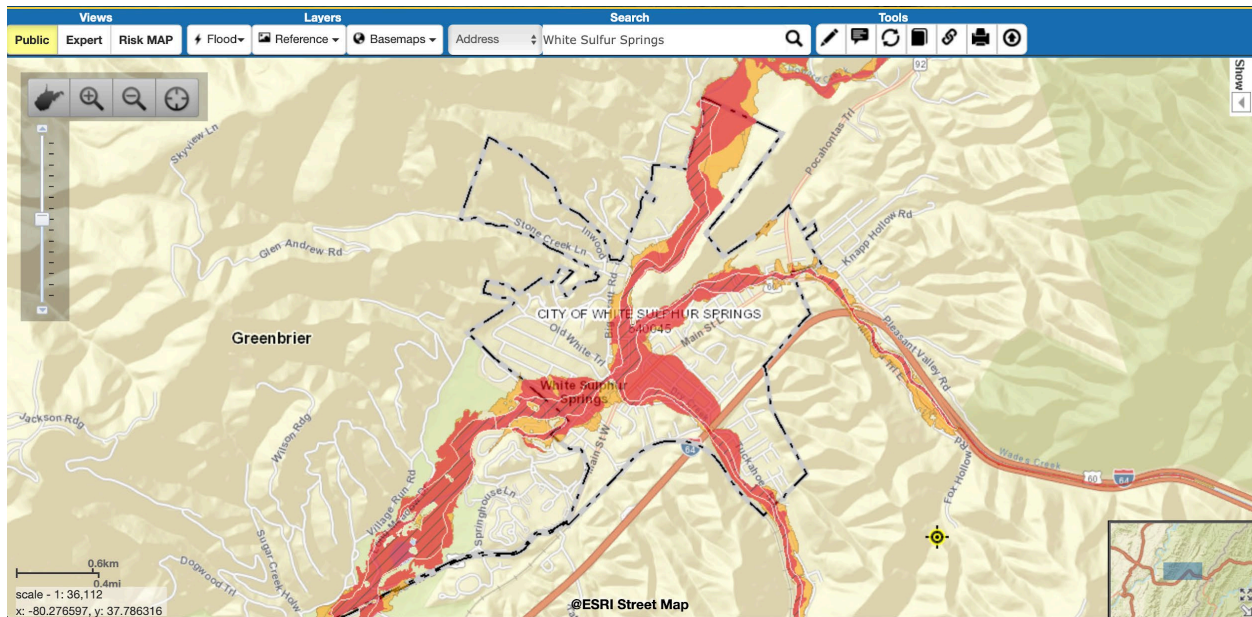 Views
Layers
Search
Tools
Public
Expert
Risk MAP
Flood
Reference
Basemaps
Address
White Sulfur Springs
Show
92
Pocahontas Trl
Skyview Ln
Glen Andrew Rd
Stone Creek Ln
Inwood
Knapp Hollow Rd
60
CITY OF WHITE SULPHUR SPRINGS
540045
Old White Trl
Main St E
Greenbrier
Pleasant Valley Rd
White Sulphur
Springs
Jackson Rdg
Wilson Rdg
Main St W
64
Village Run Rd
Springhouse Ln
Fox Hollow Rd
Wades Creek
60
64
Sugar Creek Holw
Dogwood Trl
0.6km
0.4mi
scale - 1: 36,112
x: -80.276597, y: 37.786316
@ESRI Street Map